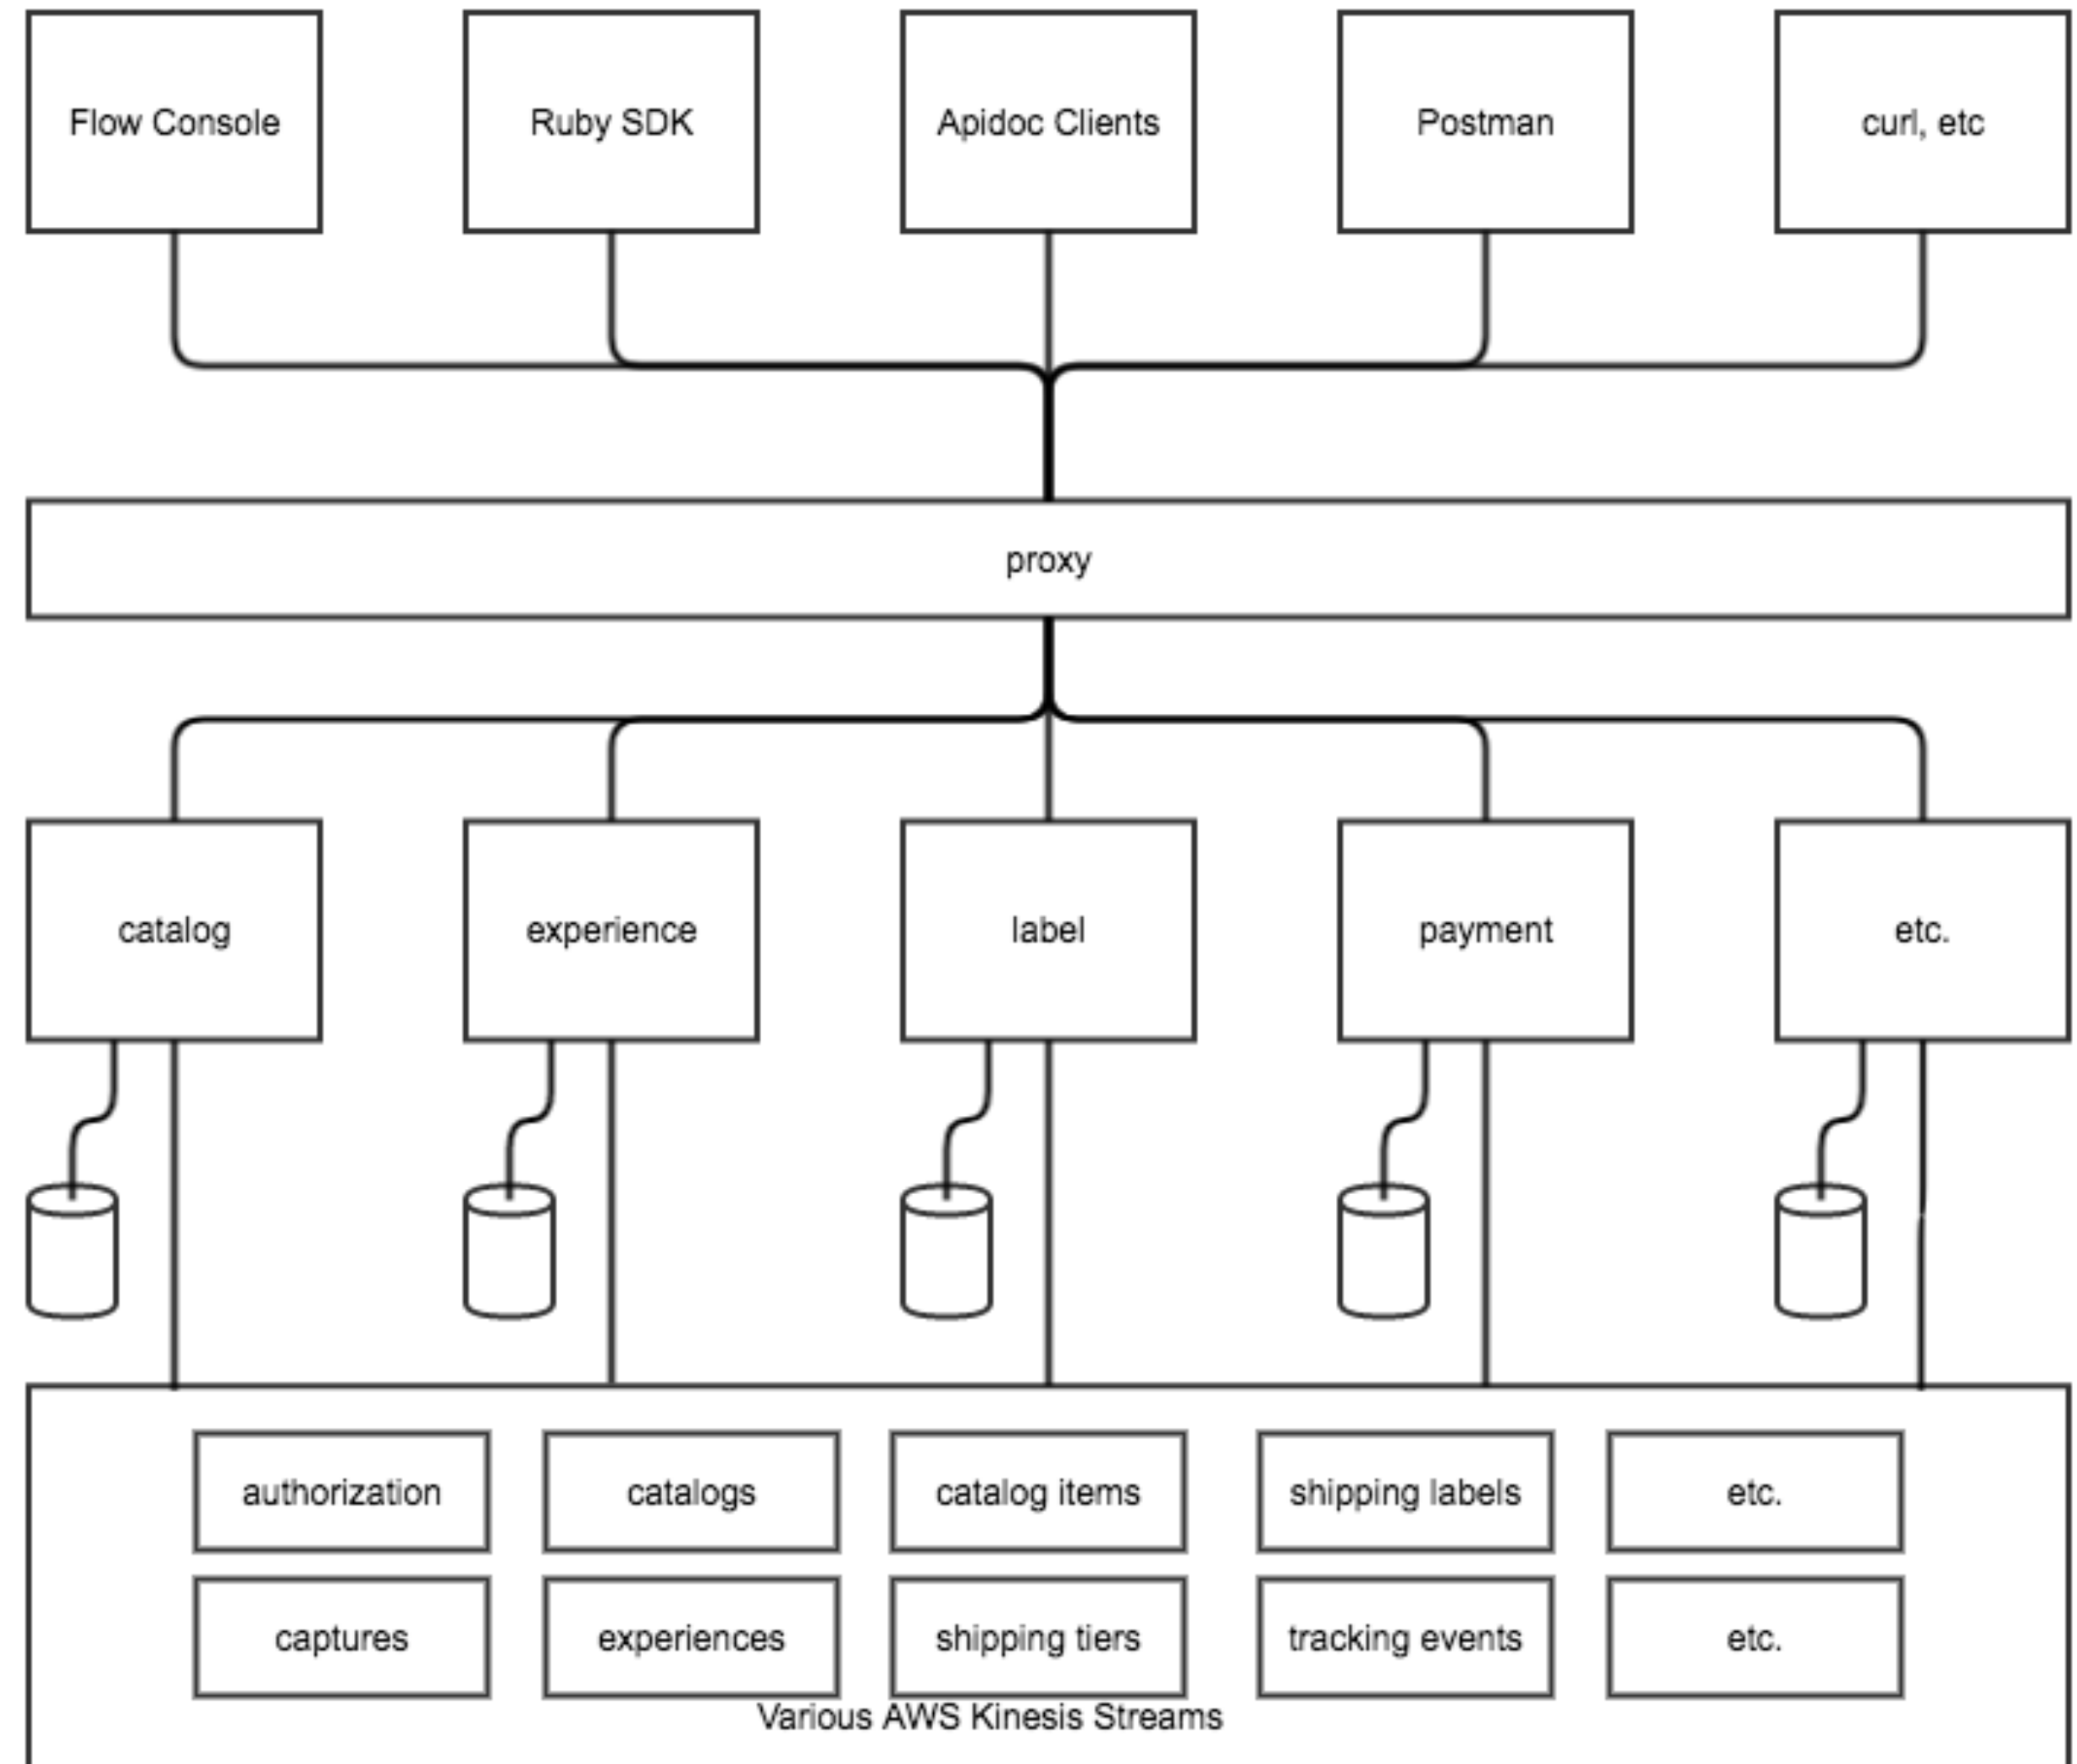 Flow Console
Ruby SDK
Apidoc Clients
Postman
curl, etc
proxy
catalog
experience
label
payment
etc.
authorization
catalogs
catalog items
shipping labels
etc.
captures
experiences
shipping tiers
tracking events
etc.
Various AWS Kinesis Streams